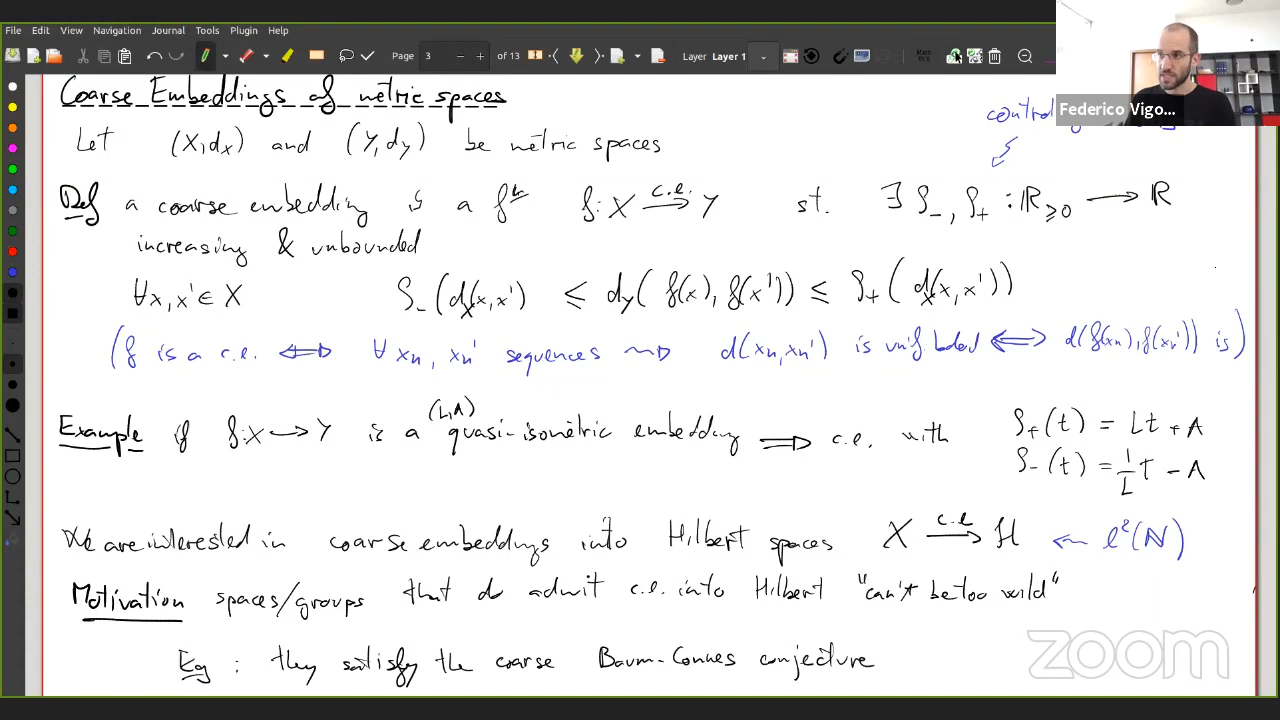 File Edit View Navigation Journal Tools Plugin Help
Page 3 of 13 Layer Layer 1
Federico Vigo...
Coarse Embeddings of metric spaces
Let (X,dx) and (Y,dy) be metric spaces
Def a coarse embedding is a fᵗⁿ f: X —c.e.→ Y st. ∃ ρ₋, ρ₊ : ℝ≥0 → ℝ
increasing & unbounded
∀x,x' ∈ X ρ₋(dx(x,x')) ≤ dy(f(x),f(x')) ≤ ρ₊(dx(x,x'))
(f is a c.e. ⟺ ∀ xn, xn' sequences ⇝ d(xn,xn') is unif. bded ⟺ d(f(xn),f(xn')) is)
Example if f:X → Y is a (L,A) quasi-isometric embedding ⟹ c.e. with ρ₊(t) = Lt + A
ρ₋(t) = 1/L t - A
We are interested in coarse embeddings into Hilbert spaces X —c.e→ H ← ℓ²(N)
Motivation spaces/groups that do admit c.e. into Hilbert "can't be too wild"
Eg : they satisfy the coarse Baum-Connes conjecture
zoom